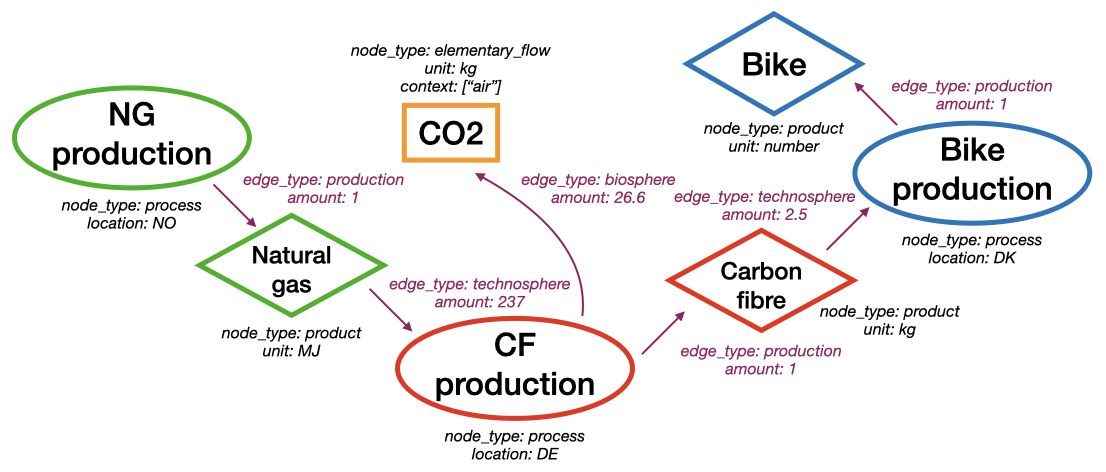 NG
production
node_type: process
location: NO
edge_type: production
amount: 1
Natural
gas
node_type: product
unit: MJ
edge_type: technosphere
amount: 237
node_type: elementary_flow
unit: kg
context: [“air”]
CO2
edge_type: biosphere
amount: 26.6
CF
production
node_type: process
location: DE
edge_type: production
amount: 1
Carbon
fibre
node_type: product
unit: kg
edge_type: technosphere
amount: 2.5
Bike
production
node_type: process
location: DK
edge_type: production
amount: 1
Bike
node_type: product
unit: number